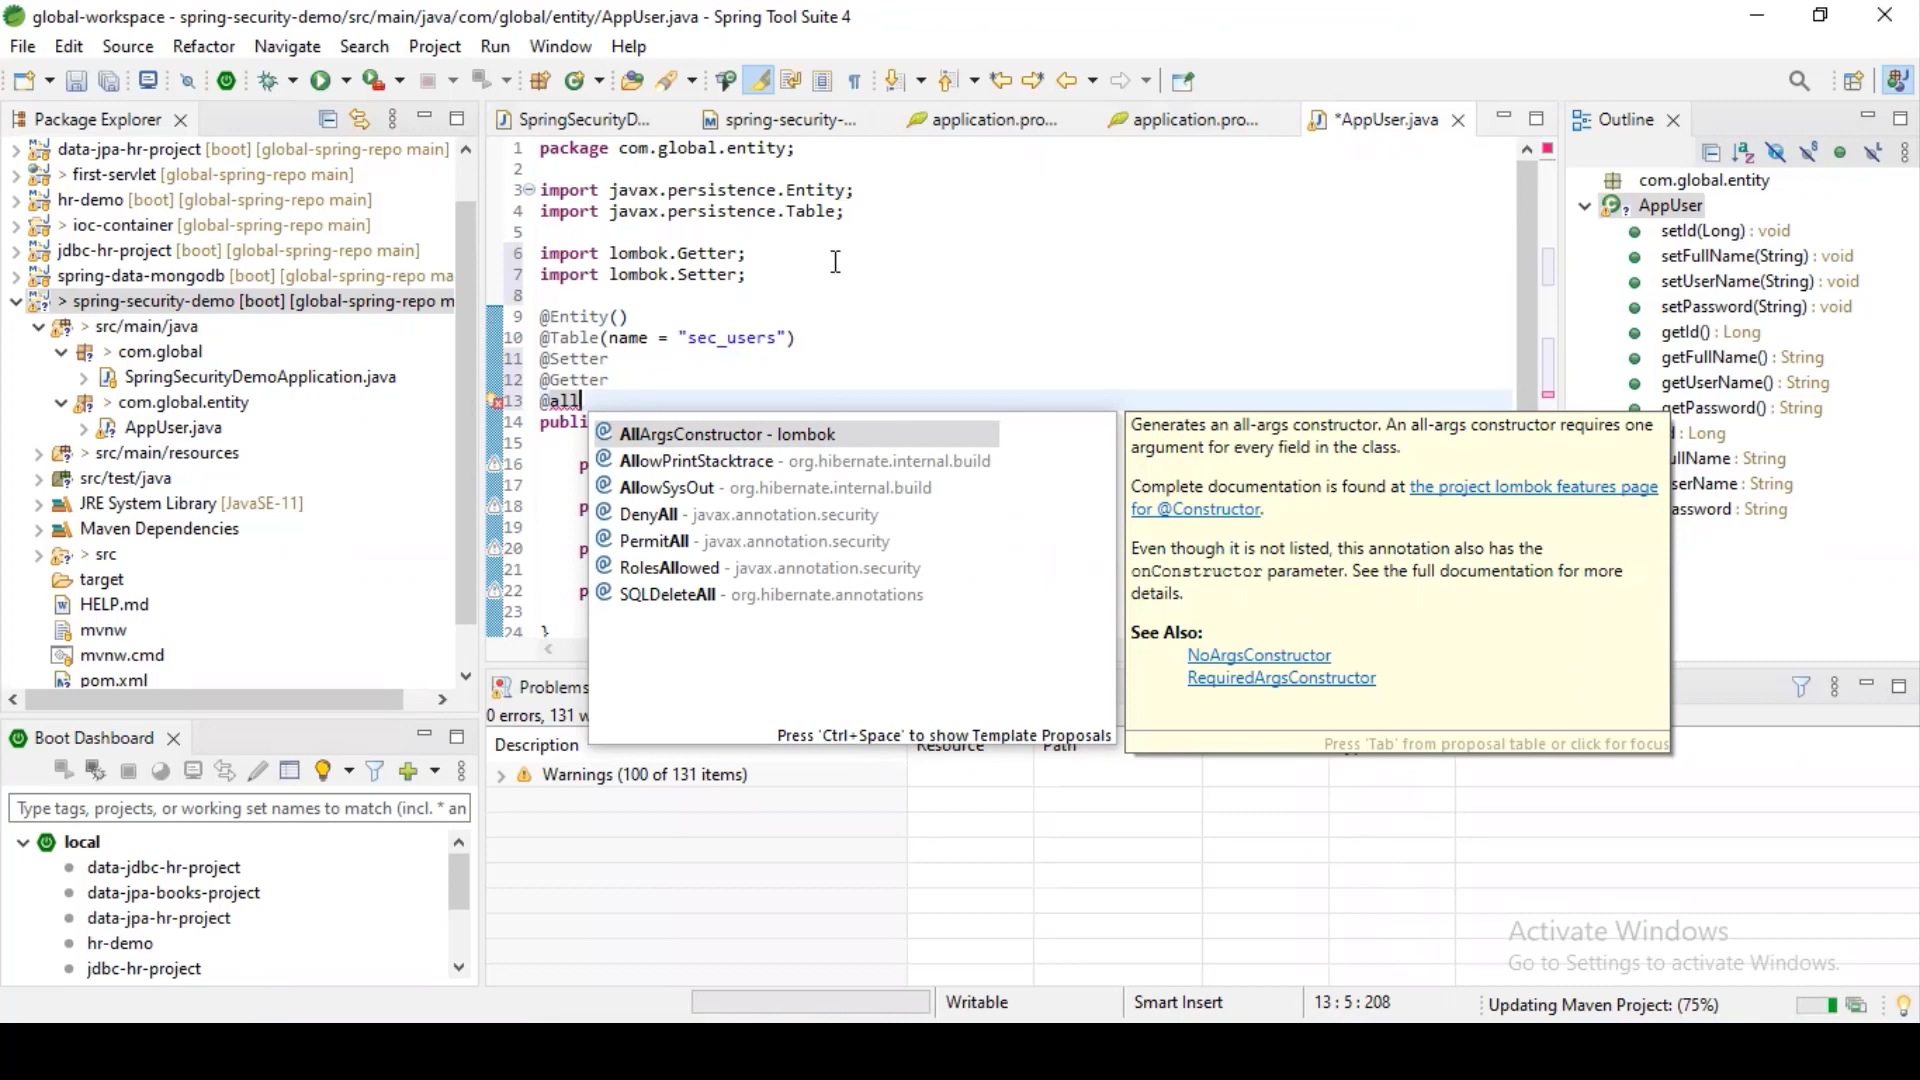 global-workspace - spring-security-demo/src/main/java/com/global/entity/AppUser.java - Spring Tool Suite 4
File Edit Source Refactor Navigate Search Project Run Window Help
Package Explorer
data-jpa-hr-project [boot] [global-spring-repo main]
> first-servlet [global-spring-repo main]
hr-demo [boot] [global-spring-repo main]
> ioc-container [global-spring-repo main]
jdbc-hr-project [boot] [global-spring-repo main]
spring-data-mongodb [boot] [global-spring-repo ma
> spring-security-demo [boot] [global-spring-repo m
> src/main/java
> com.global
SpringSecurityDemoApplication.java
> com.global.entity
AppUser.java
> src/main/resources
src/test/java
JRE System Library [JavaSE-11]
Maven Dependencies
> src
target
HELP.md
mvnw
mvnw.cmd
pom.xml
SpringSecurityD... spring-security-... application.pro... application.pro... *AppUser.java
1 package com.global.entity;
2
3 import javax.persistence.Entity;
4 import javax.persistence.Table;
5
6 import lombok.Getter;
7 import lombok.Setter;
8
9 @Entity()
10 @Table(name = "sec_users")
11 @Setter
12 @Getter
13 @all
14 publi
15
16 p
17
18 p
19
20 p
21
22 p
23
24 }
AllArgsConstructor - lombok
AllowPrintStacktrace - org.hibernate.internal.build
AllowSysOut - org.hibernate.internal.build
DenyAll - javax.annotation.security
PermitAll - javax.annotation.security
RolesAllowed - javax.annotation.security
SQLDeleteAll - org.hibernate.annotations
Press 'Ctrl+Space' to show Template Proposals
Generates an all-args constructor. An all-args constructor requires one
argument for every field in the class.
Complete documentation is found at the project lombok features page
for @Constructor.
Even though it is not listed, this annotation also has the
onConstructor parameter. See the full documentation for more
details.
See Also:
NoArgsConstructor
RequiredArgsConstructor
Press 'Tab' from proposal table or click for focus
Outline
com.global.entity
AppUser
setId(Long) : void
setFullName(String) : void
setUserName(String) : void
setPassword(String) : void
getId() : Long
getFullName() : String
getUserName() : String
getPassword() : String
d : Long
ullName : String
serName : String
assword : String
Problems
0 errors, 131 w
Description Resource Path
Warnings (100 of 131 items)
Boot Dashboard
Type tags, projects, or working set names to match (incl. * an
local
data-jdbc-hr-project
data-jpa-books-project
data-jpa-hr-project
hr-demo
jdbc-hr-project
Activate Windows
Go to Settings to activate Windows.
Writable Smart Insert 13 : 5 : 208 Updating Maven Project: (75%)